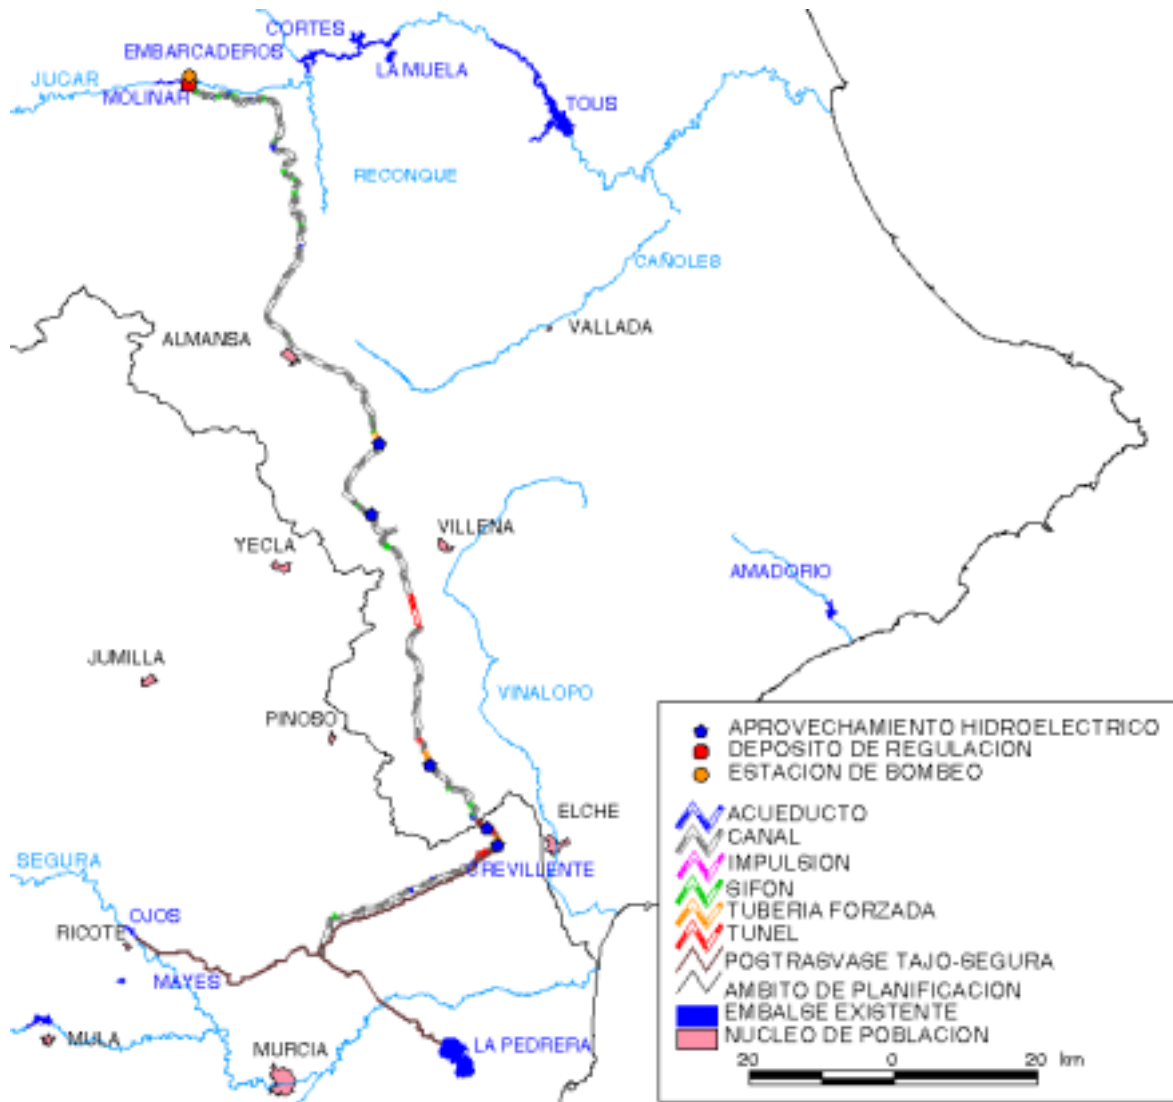 CORTES
EMBARCADEROS
LA MUELA
JUCAR
MOLINAR
TOUS
RECONQUE
CAÑOLES
VALLADA
ALMANSA
VILLENA
YECLA
AMADORIO
JUMILLA
VINALOPO
PINOSO
ELCHE
SEGURA
CREVILLENTE
OJOS
RICOTE
MAYES
MULA
MURCIA
LA PEDRERA
APROVECHAMIENTO HIDROELECTRICO
DEPOSITO DE REGULACION
ESTACION DE BOMBEO
ACUEDUCTO
CANAL
IMPULSION
SIFON
TUBERIA FORZADA
TUNEL
POSTRASVASE TAJO-SEGURA
AMBITO DE PLANIFICACION
EMBALSE EXISTENTE
NUCLEO DE POBLACION
20 0 20 km